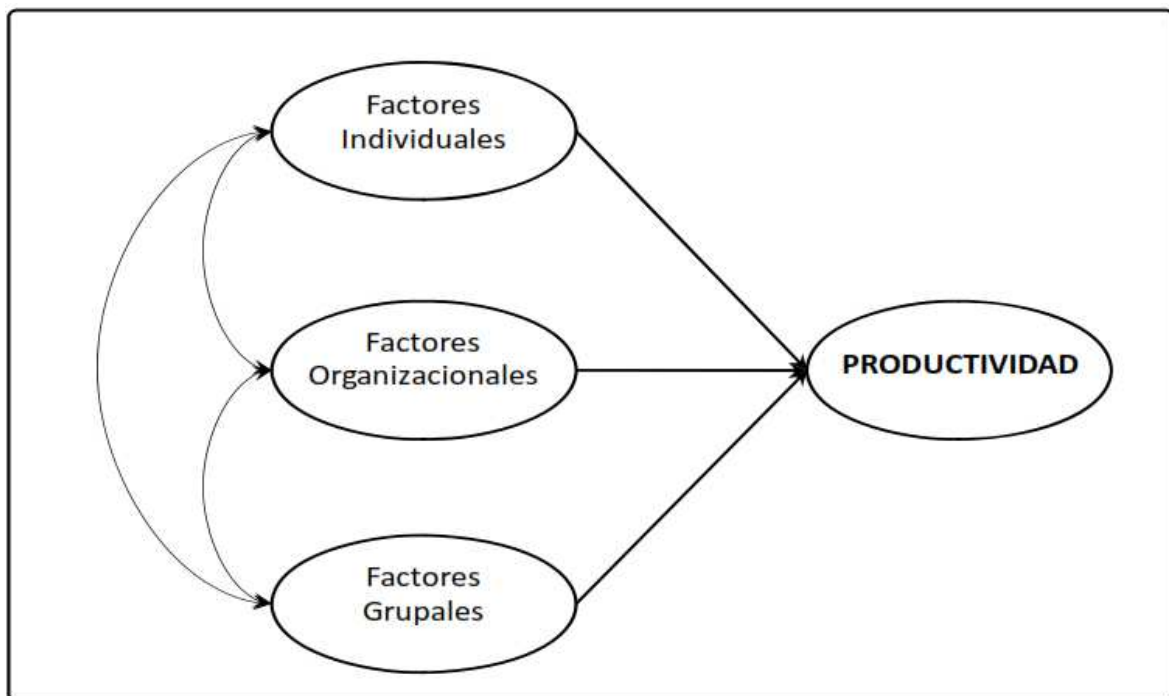 Factores
Individuales
Factores
Organizacionales
PRODUCTIVIDAD
Factores
Grupales